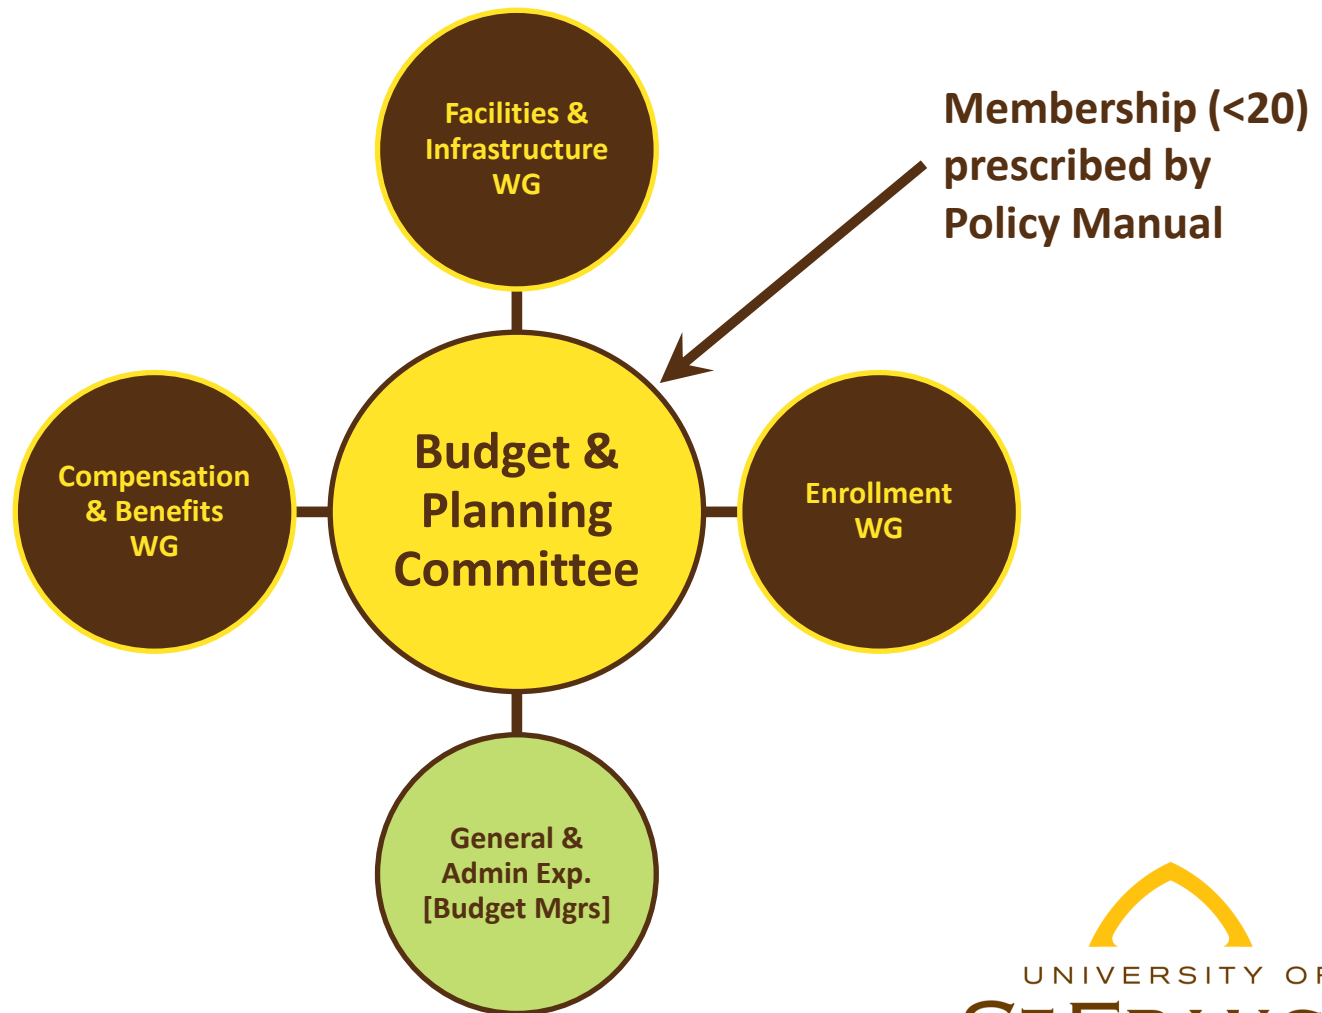 Facilities &
Infrastructure
WG
Membership (<20)
prescribed by
Policy Manual
Compensation
& Benefits
WG
Budget &
Planning
Committee
Enrollment
WG
General &
Admin Exp.
[Budget Mgrs]
UNIVERSITY OF